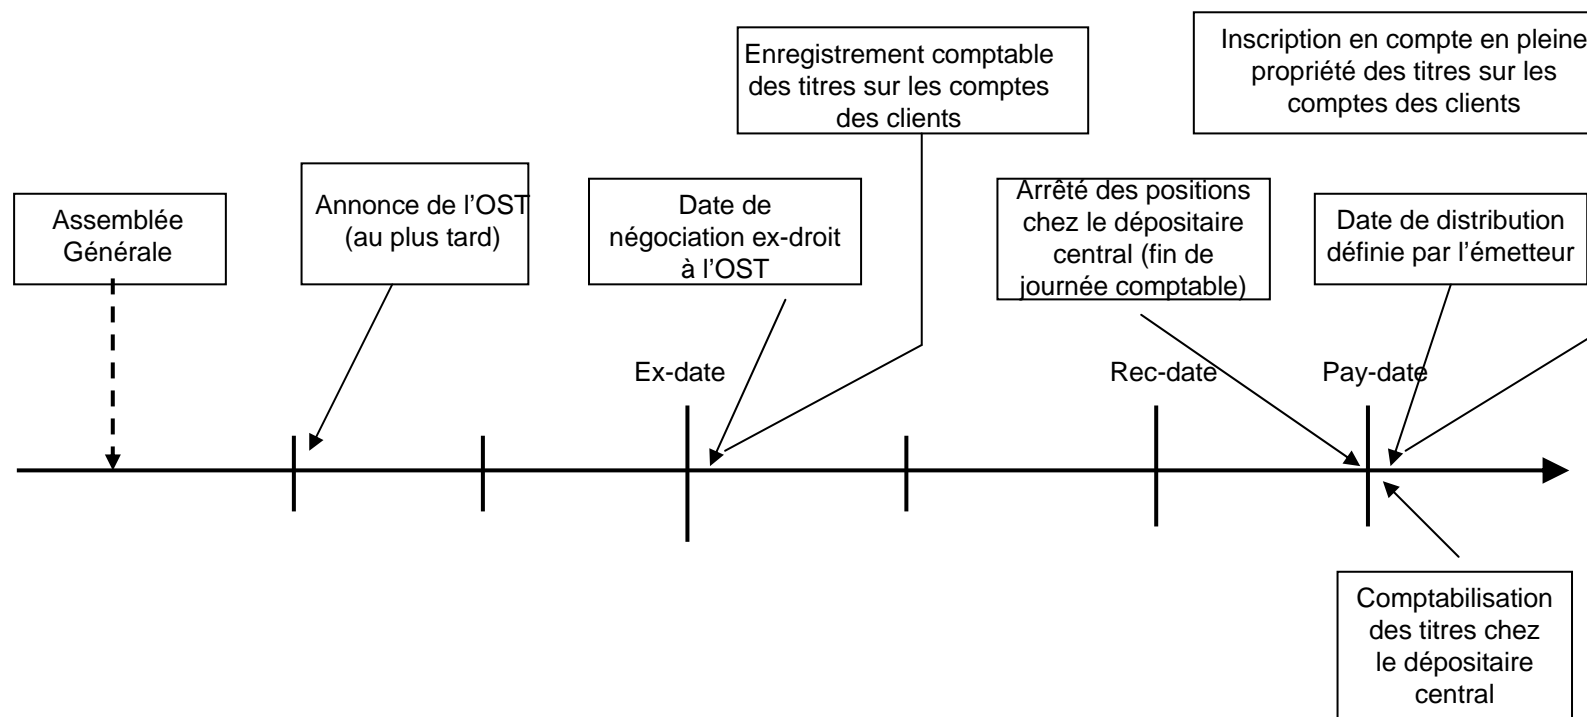 Enregistrement comptable
des titres sur les comptes
des clients
Inscription en compte en pleine
propriété des titres sur les
comptes des clients
Assemblée
Générale
Annonce de l’OST
(au plus tard)
Date de
négociation ex-droit
à l’OST
Arrêté des positions
chez le dépositaire
central (fin de
journée comptable)
Date de distribution
définie par l’émetteur
Ex-date
Rec-date
Pay-date
Comptabilisation
des titres chez
le dépositaire
central